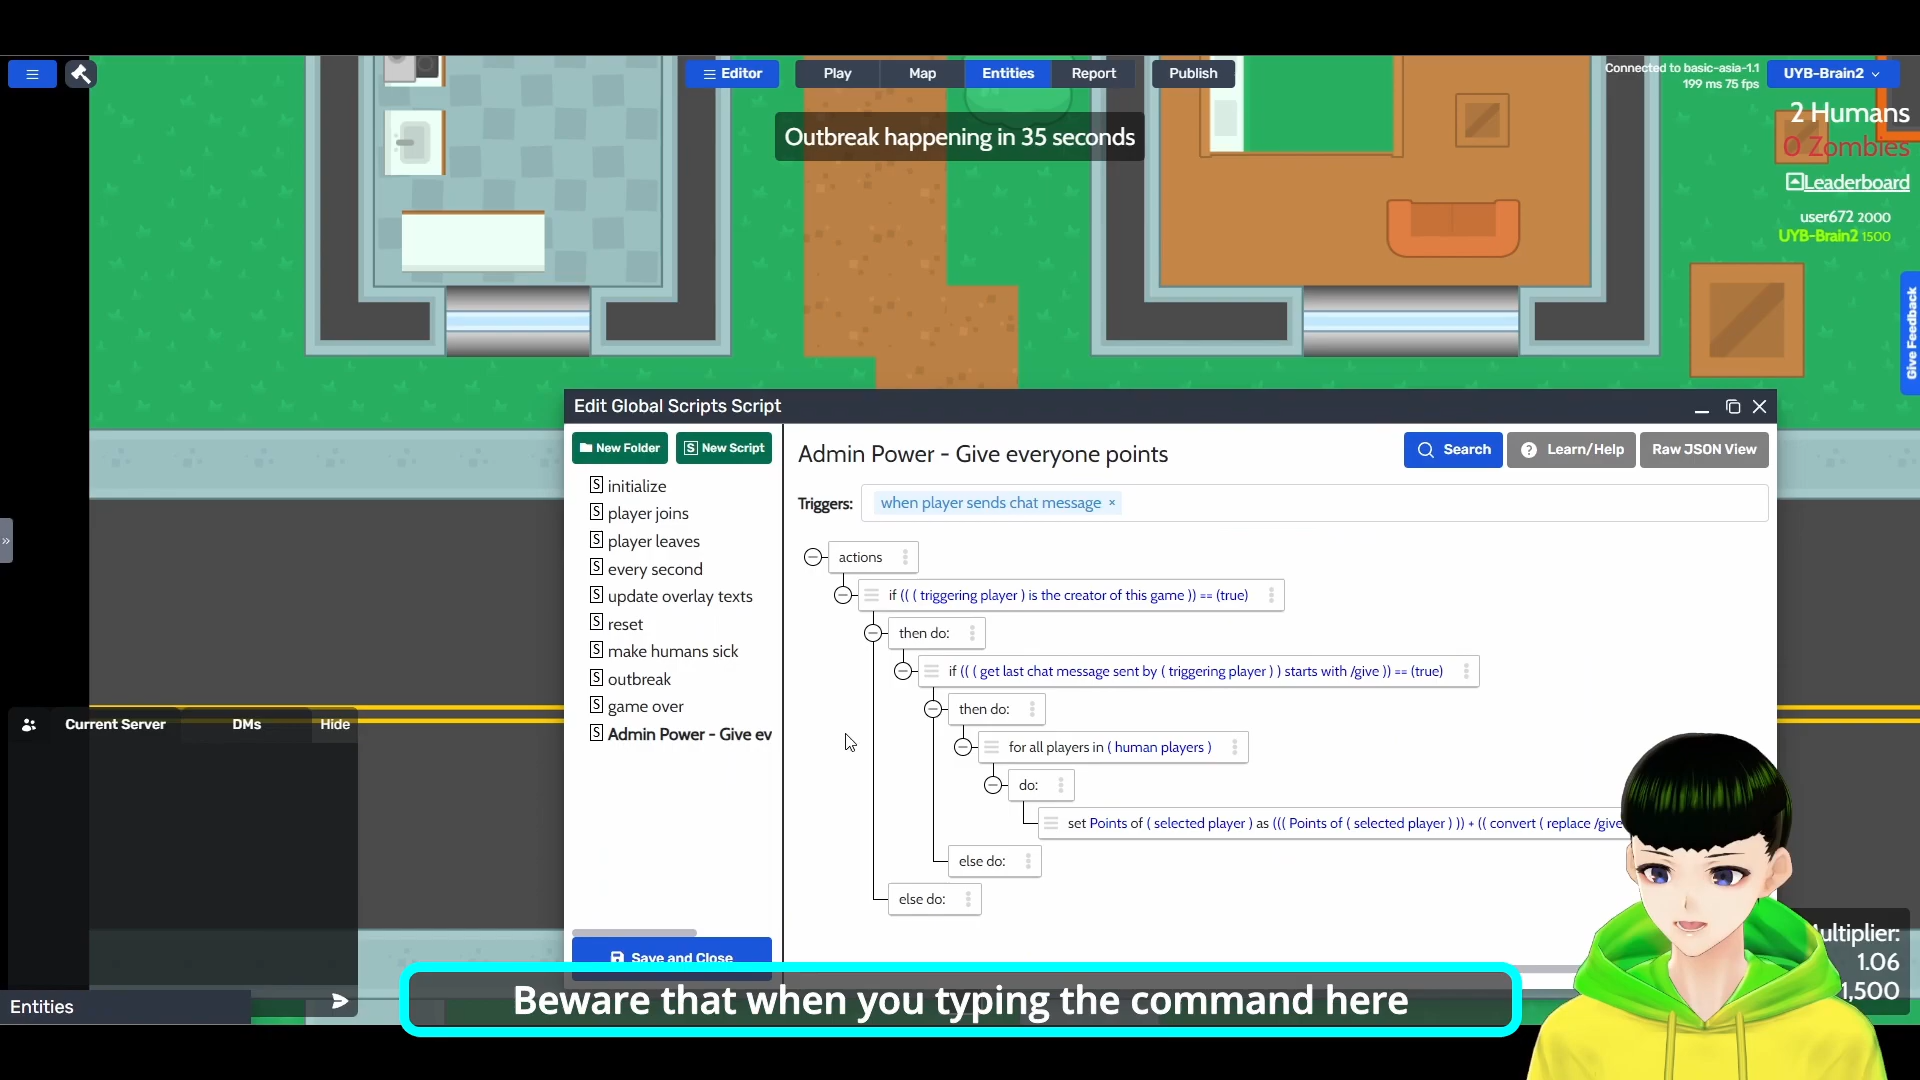 Editor
Play
Map
Entities
Report
Publish
Connected to basic-asia-1.1
199 ms 75 fps
UYB-Brain2
Outbreak happening in 35 seconds
2 Humans
0 Zombies
Leaderboard
user672 2000
UYB-Brain2 1500
Give Feedback
Edit Global Scripts Script
New Folder
S New Script
S initialize
S player joins
S player leaves
S every second
S update overlay texts
S reset
S make humans sick
S outbreak
S game over
S Admin Power - Give ev
Save and Close
Admin Power - Give everyone points
Search
Learn/Help
Raw JSON View
Triggers: when player sends chat message ×
actions
if (( ( triggering player ) is the creator of this game )) == (true)
then do:
if (( ( get last chat message sent by ( triggering player ) ) starts with /give )) == (true)
then do:
for all players in ( human players )
do:
set Points of ( selected player ) as ((( Points of ( selected player ) )) + (( convert ( replace /give
else do:
else do:
Current Server
DMs
Hide
Entities
ultiplier:
1.06
1,500
Beware that when you typing the command here